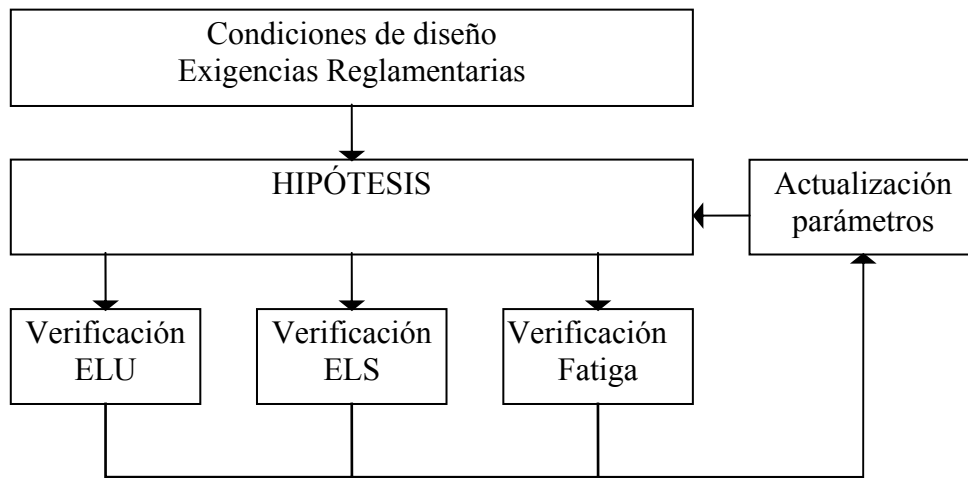 Condiciones de diseño
Exigencias Reglamentarias
HIPÓTESIS
Actualización
parámetros
Verificación
ELU
Verificación
ELS
Verificación
Fatiga